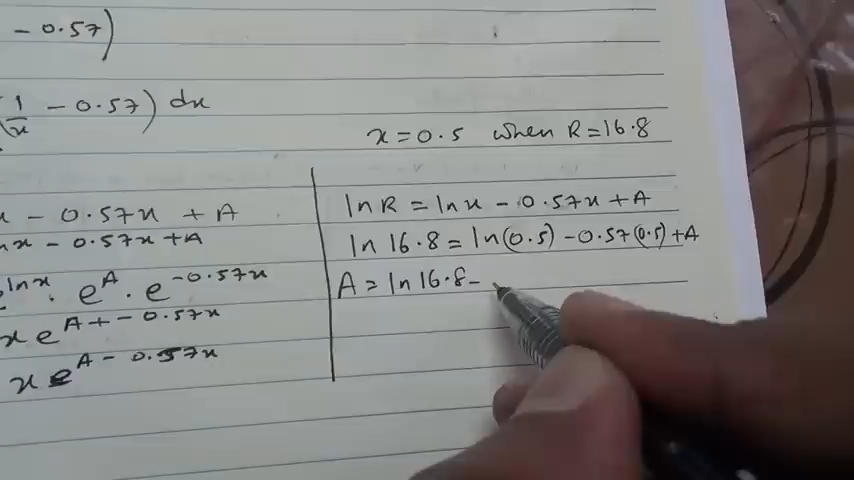 - 0.57)
(1/x - 0.57) dx
x = 0.5 when R = 16.8
x - 0.57x + A
nx - 0.57x + A
e^lnx . e^A . e^-0.57x
x e^A + - 0.57x
x e^A - 0.57x
ln R = ln x - 0.57x + A
ln 16.8 = ln(0.5) - 0.57(0.5) + A
A = ln 16.8 -